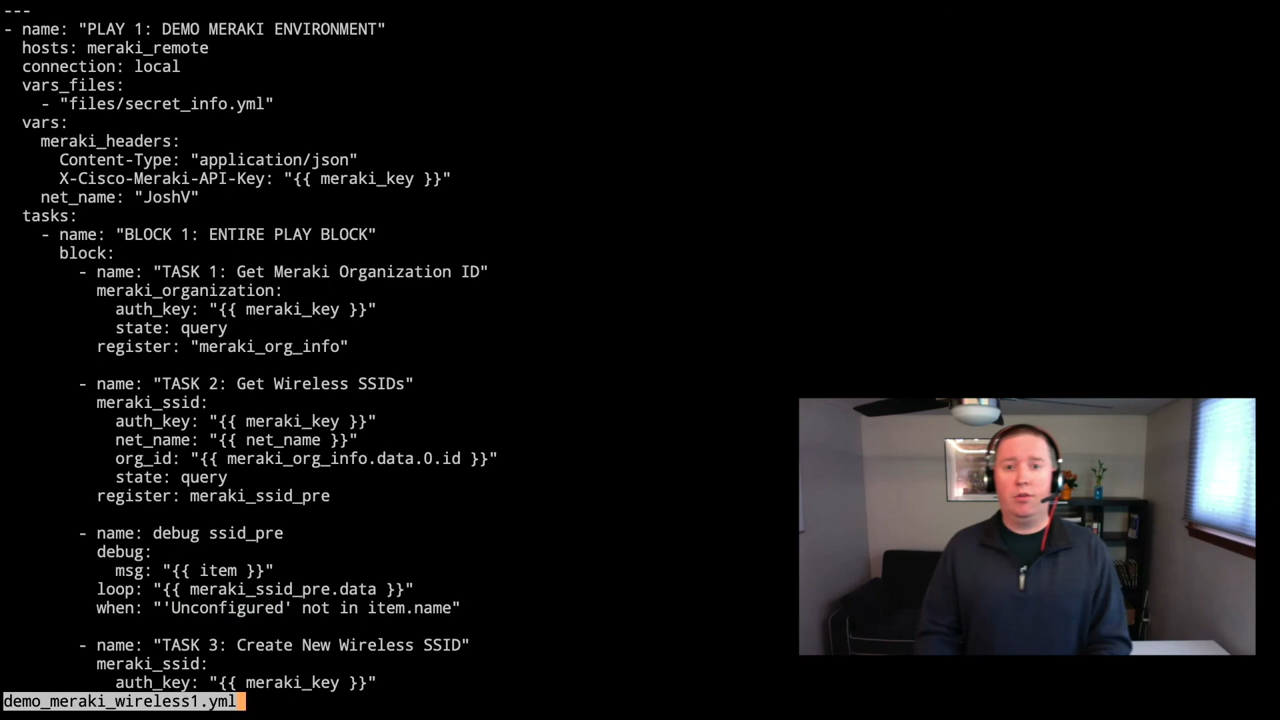 ---
- name: "PLAY 1: DEMO MERAKI ENVIRONMENT"
  hosts: meraki_remote
  connection: local
  vars_files:
    - "files/secret_info.yml"
  vars:
    meraki_headers:
      Content-Type: "application/json"
      X-Cisco-Meraki-API-Key: "{{ meraki_key }}"
    net_name: "JoshV"
  tasks:
    - name: "BLOCK 1: ENTIRE PLAY BLOCK"
      block:
        - name: "TASK 1: Get Meraki Organization ID"
          meraki_organization:
            auth_key: "{{ meraki_key }}"
            state: query
          register: "meraki_org_info"

        - name: "TASK 2: Get Wireless SSIDs"
          meraki_ssid:
            auth_key: "{{ meraki_key }}"
            net_name: "{{ net_name }}"
            org_id: "{{ meraki_org_info.data.0.id }}"
            state: query
          register: meraki_ssid_pre

        - name: debug ssid_pre
          debug:
            msg: "{{ item }}"
          loop: "{{ meraki_ssid_pre.data }}"
          when: "'Unconfigured' not in item.name"

        - name: "TASK 3: Create New Wireless SSID"
          meraki_ssid:
            auth_key: "{{ meraki_key }}"
demo_meraki_wireless1.yml